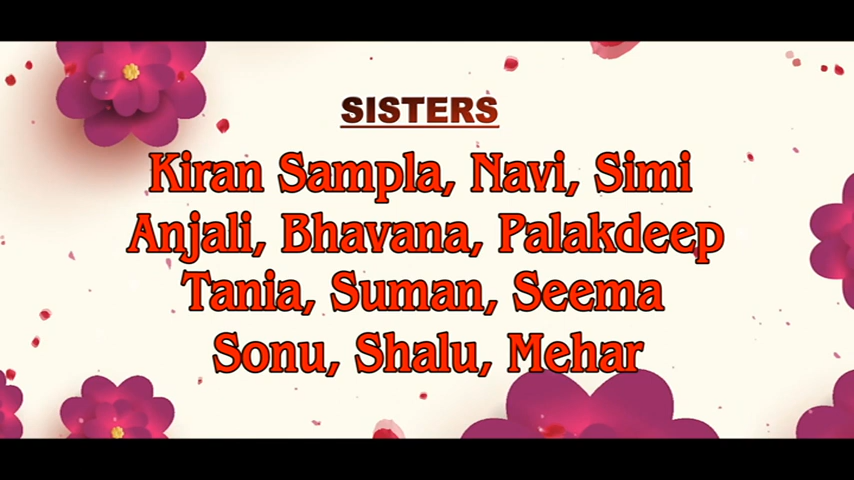 SISTERS
Kiran Sampla, Navi, Simi
Anjali, Bhavana, Palakdeep
Tania, Suman, Seema
Sonu, Shalu, Mehar